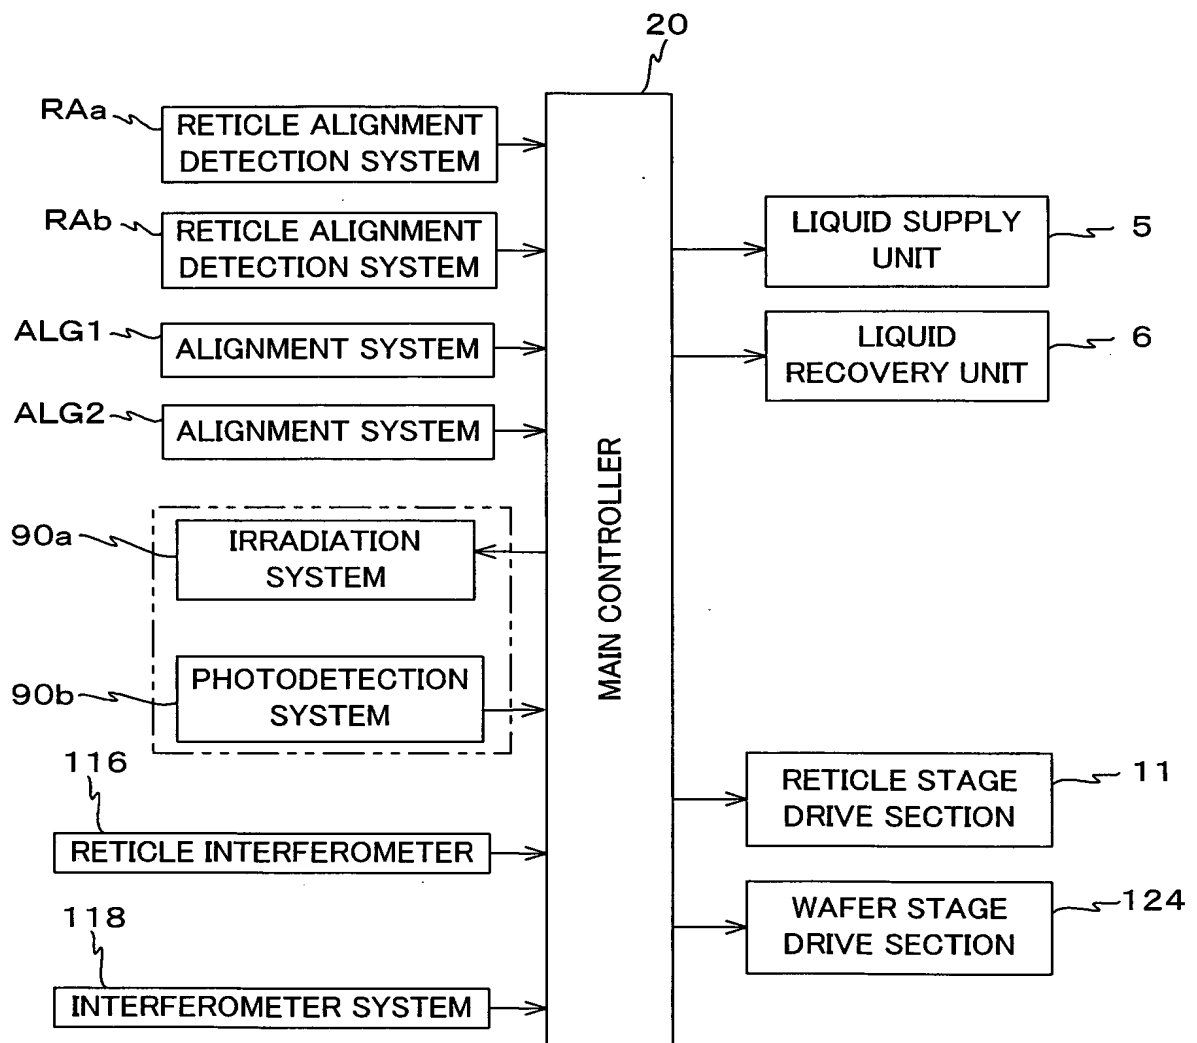 20
RAa
RETICLE ALIGNMENT
DETECTION SYSTEM
RAb
RETICLE ALIGNMENT
DETECTION SYSTEM
ALG1
ALIGNMENT SYSTEM
ALG2
ALIGNMENT SYSTEM
90a
IRRADIATION
SYSTEM
90b
PHOTODETECTION
SYSTEM
116
RETICLE INTERFEROMETER
118
INTERFEROMETER SYSTEM
MAIN CONTROLLER
LIQUID SUPPLY
UNIT
5
LIQUID
RECOVERY UNIT
6
RETICLE STAGE
DRIVE SECTION
11
WAFER STAGE
DRIVE SECTION
124